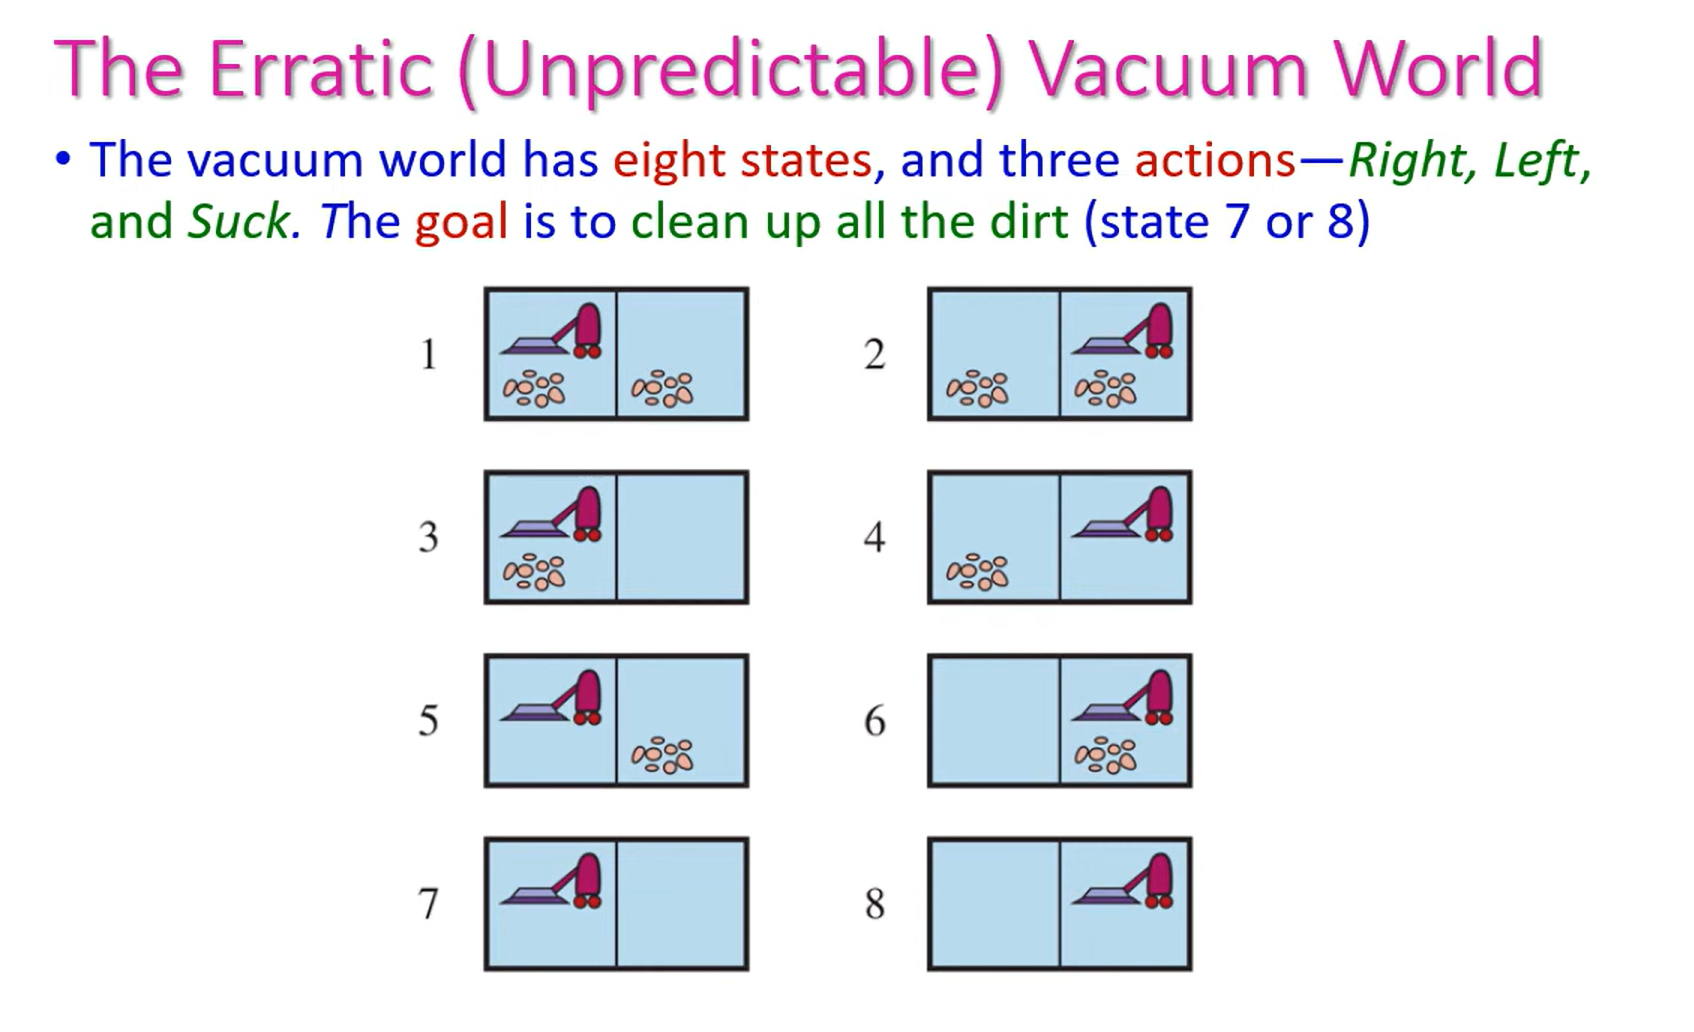 The Erratic (Unpredictable) Vacuum World
• The vacuum world has eight states, and three actions—Right, Left,
and Suck. The goal is to clean up all the dirt (state 7 or 8)
1 2
3 4
5 6
7 8